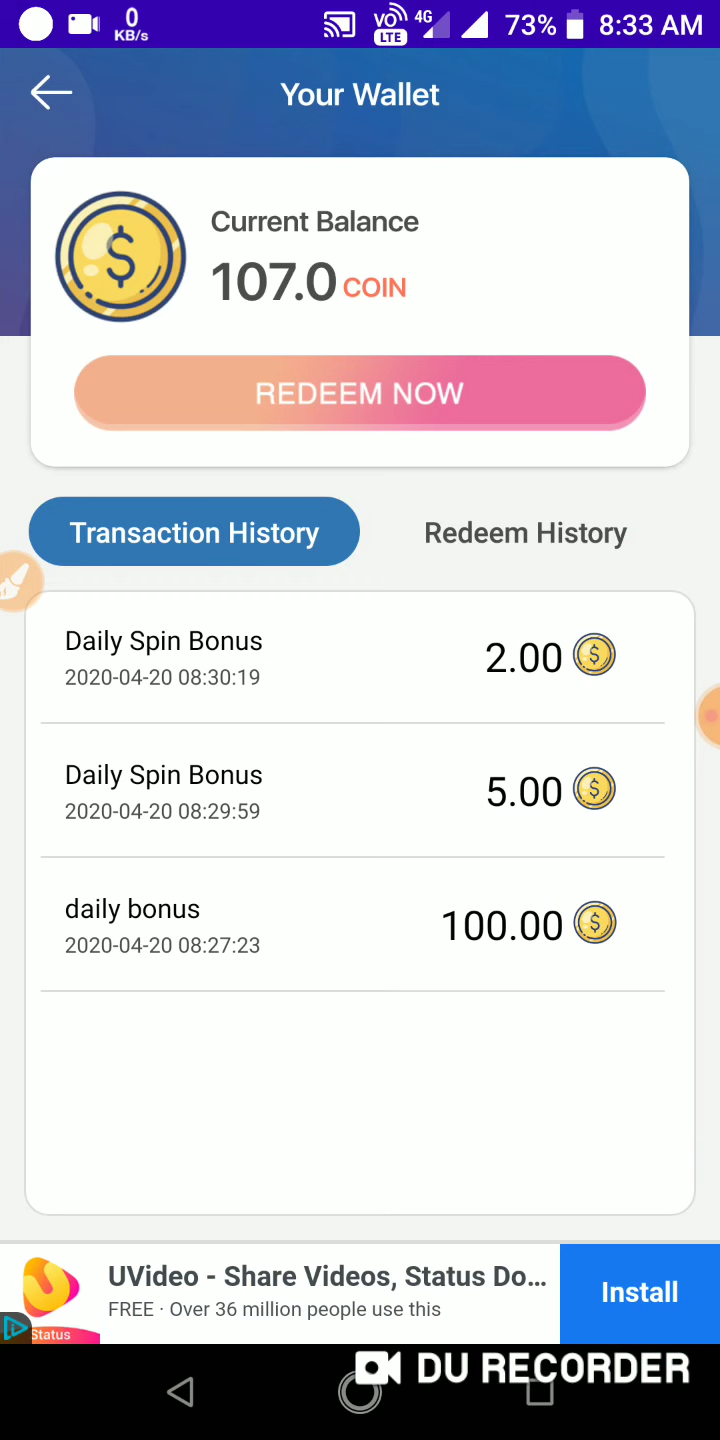 0
KB/s
VO
LTE
4G
73%
8:33 AM
Your Wallet
Current Balance
107.0 COIN
REDEEM NOW
Transaction History
Redeem History
Daily Spin Bonus
2020-04-20 08:30:19
2.00
Daily Spin Bonus
2020-04-20 08:29:59
5.00
daily bonus
2020-04-20 08:27:23
100.00
UVideo - Share Videos, Status Do...
FREE · Over 36 million people use this
Status
Install
DU RECORDER